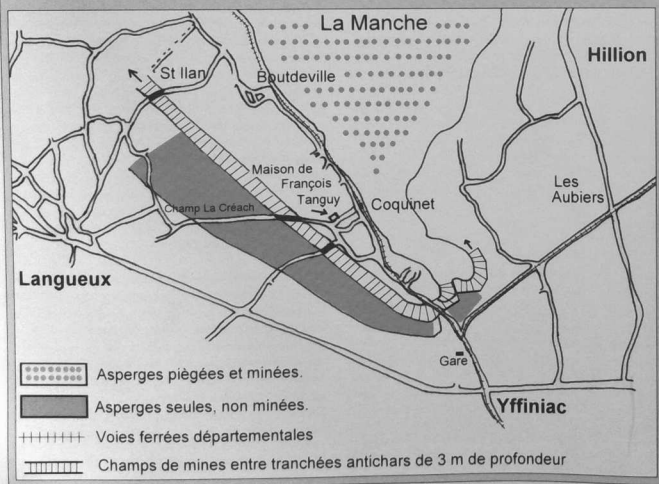 La Manche
Hillion
St Ilan
Boutdeville
Maison de
François
Tanguy
Les
Aubiers
Coquinet
Champ La Créach
Langueux
Gare
Yffiniac
Asperges piégées et minées.
Asperges seules, non minées.
Voies ferrées départementales
Champs de mines entre tranchées antichars de 3 m de profondeur